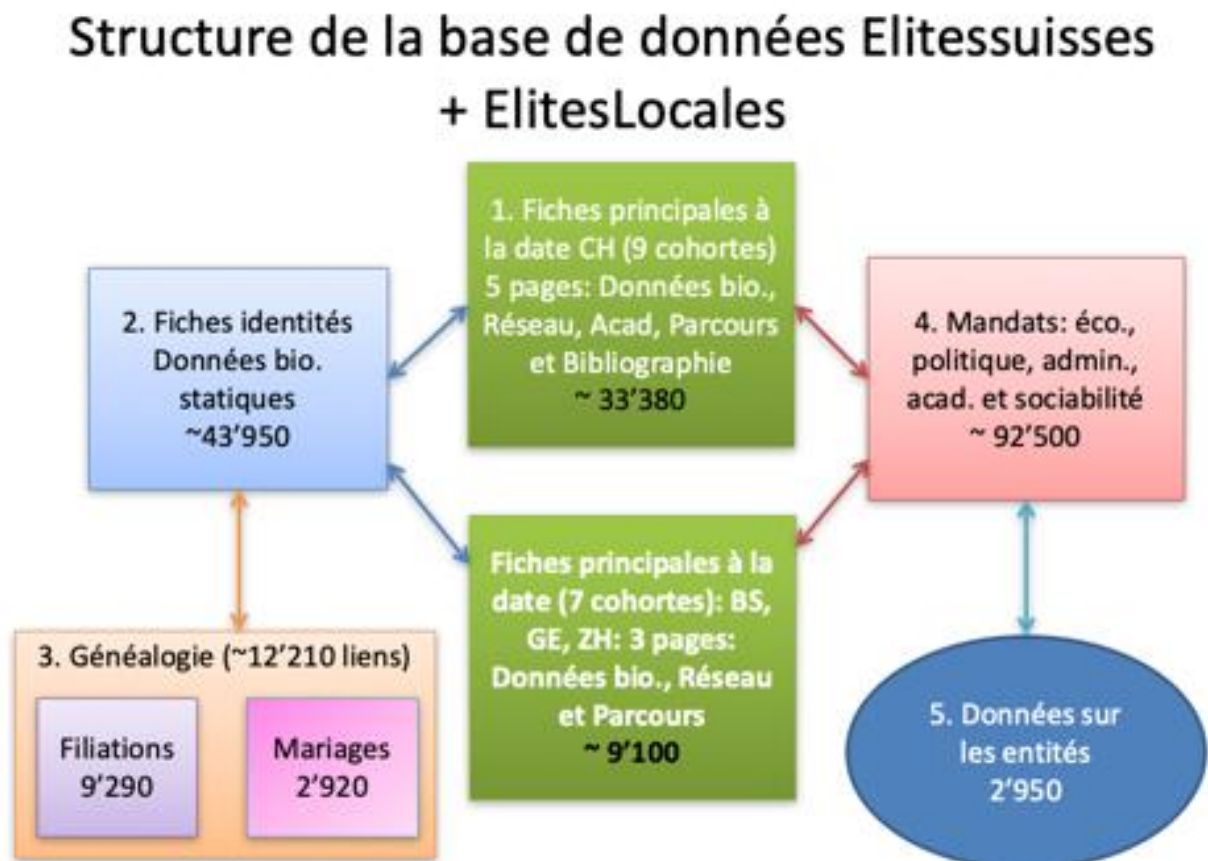 Structure de la base de données Elitessuisses
+ ElitesLocales
1. Fiches principales à
la date CH (9 cohortes)
5 pages: Données bio.,
Réseau, Acad, Parcours
et Bibliographie
~ 33’380
2. Fiches identités
Données bio.
statiques
~43’950
4. Mandats: éco.,
politique, admin.,
acad. et sociabilité
~ 92’500
Fiches principales à la
date (7 cohortes): BS,
GE, ZH: 3 pages:
Données bio., Réseau
et Parcours
~ 9’100
3. Généalogie (~12’210 liens)
Filiations
9’290
Mariages
2’920
5. Données sur
les entités
2’950